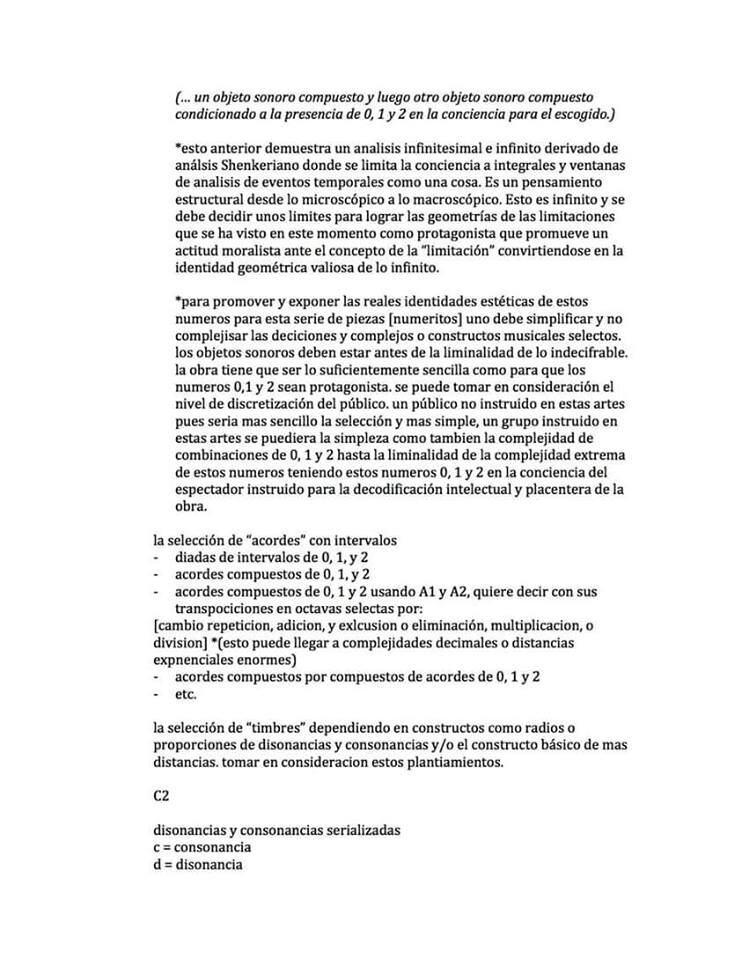 (... un objeto sonoro compuesto y luego otro objeto sonoro compuesto
condicionado a la presencia de 0, 1 y 2 en la conciencia para el escogido.)
*esto anterior demuestra un analisis infinitesimal e infinito derivado de
análsis Shenkeriano donde se limita la conciencia a integrales y ventanas
de analisis de eventos temporales como una cosa. Es un pensamiento
estructural desde lo microscópico a lo macroscópico. Esto es infinito y se
debe decidir unos limites para lograr las geometrías de las limitaciones
que se ha visto en este momento como protagonista que promueve un
actitud moralista ante el concepto de la “limitación” convirtiendose en la
identidad geométrica valiosa de lo infinito.
*para promover y exponer las reales identidades estéticas de estos
numeros para esta serie de piezas [numeritos] uno debe simplificar y no
complejisar las deciciones y complejos o constructos musicales selectos.
los objetos sonoros deben estar antes de la liminalidad de lo indecifrable.
la obra tiene que ser lo suficientemente sencilla como para que los
numeros 0,1 y 2 sean protagonista. se puede tomar en consideración el
nivel de discretización del público. un público no instruido en estas artes
pues seria mas sencillo la selección y mas simple, un grupo instruido en
estas artes se puediera la simpleza como tambien la complejidad de
combinaciones de 0, 1 y 2 hasta la liminalidad de la complejidad extrema
de estos numeros teniendo estos numeros 0, 1 y 2 en la conciencia del
espectador instruido para la decodificación intelectual y placentera de la
obra.
la selección de “acordes” con intervalos
- diadas de intervalos de 0, 1, y 2
- acordes compuestos de 0, 1, y 2
- acordes compuestos de 0, 1 y 2 usando A1 y A2, quiere decir con sus
transpociciones en octavas selectas por:
[cambio repeticion, adicion, y exlcusion o eliminación, multiplicacion, o
division] *(esto puede llegar a complejidades decimales o distancias
expnenciales enormes)
- acordes compuestos por compuestos de acordes de 0, 1 y 2
- etc.
la selección de “timbres” dependiendo en constructos como radios o
proporciones de disonancias y consonancias y/o el constructo básico de mas
distancias. tomar en consideracion estos plantiamientos.
C2
disonancias y consonancias serializadas
c = consonancia
d = disonancia